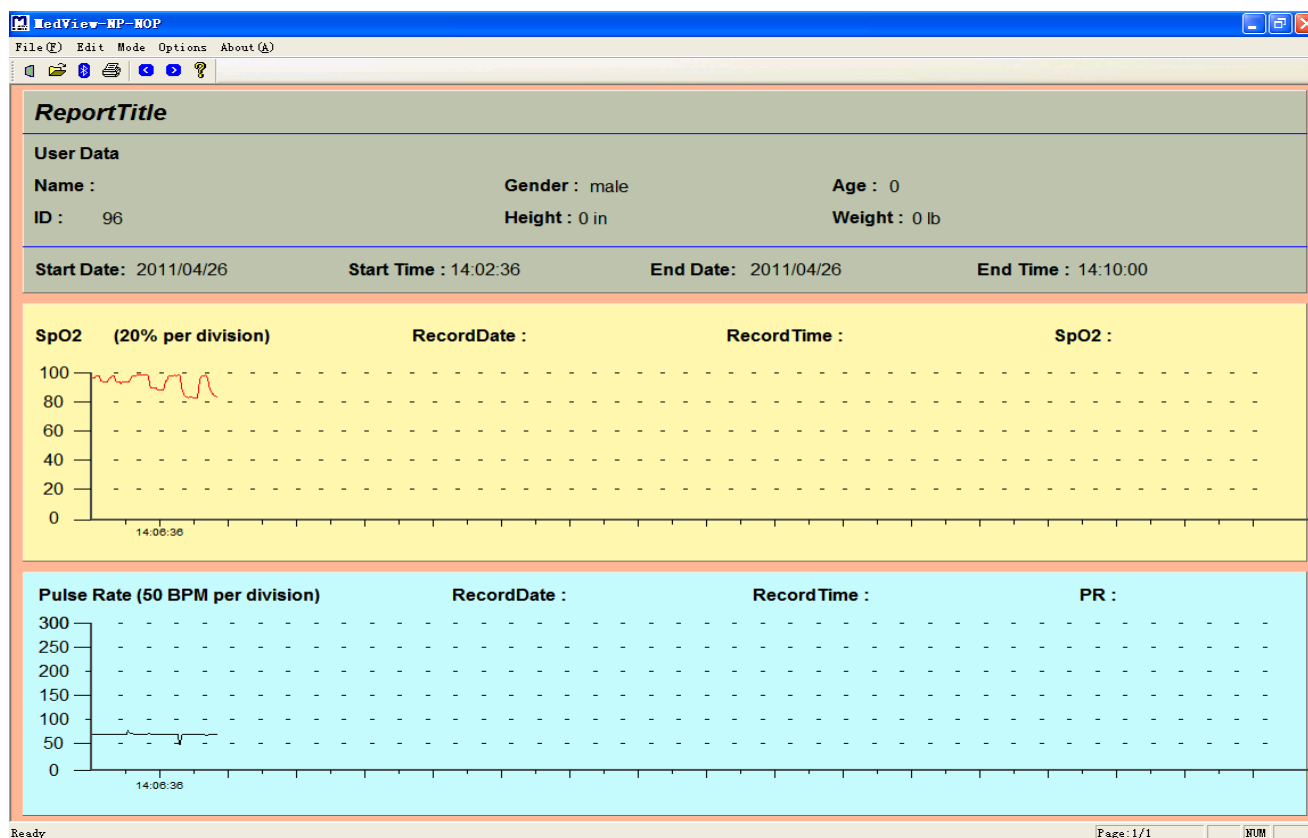 MedView-NP-NOP
File(F) Edit Mode Options About(A)
ReportTitle
User Data
Name : Gender : male Age : 0
ID : 96 Height : 0 in Weight : 0 lb
Start Date: 2011/04/26 Start Time : 14:02:36 End Date: 2011/04/26 End Time : 14:10:00
SpO2 (20% per division) RecordDate : RecordTime : SpO2 :
100
80
60
40
20
0
14:06:36
Pulse Rate (50 BPM per division) RecordDate : RecordTime : PR :
300
250
200
150
100
50
0
14:06:36
Ready Page:1/1 NUM